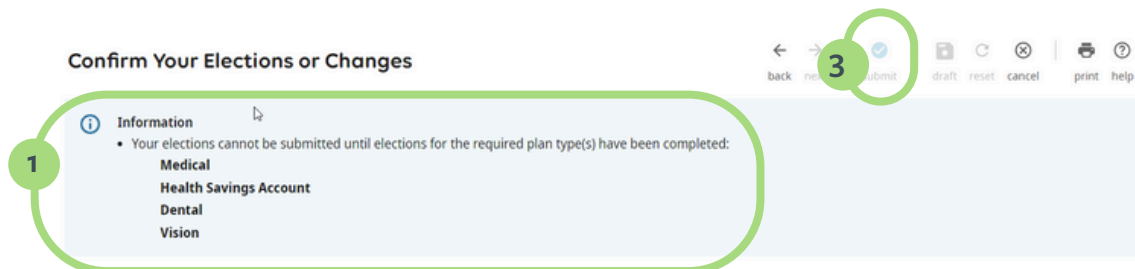 Confirm Your Elections or Changes
back
3
submit
draft
reset
cancel
print
help
1
Information
• Your elections cannot be submitted until elections for the required plan type(s) have been completed:
Medical
Health Savings Account
Dental
Vision